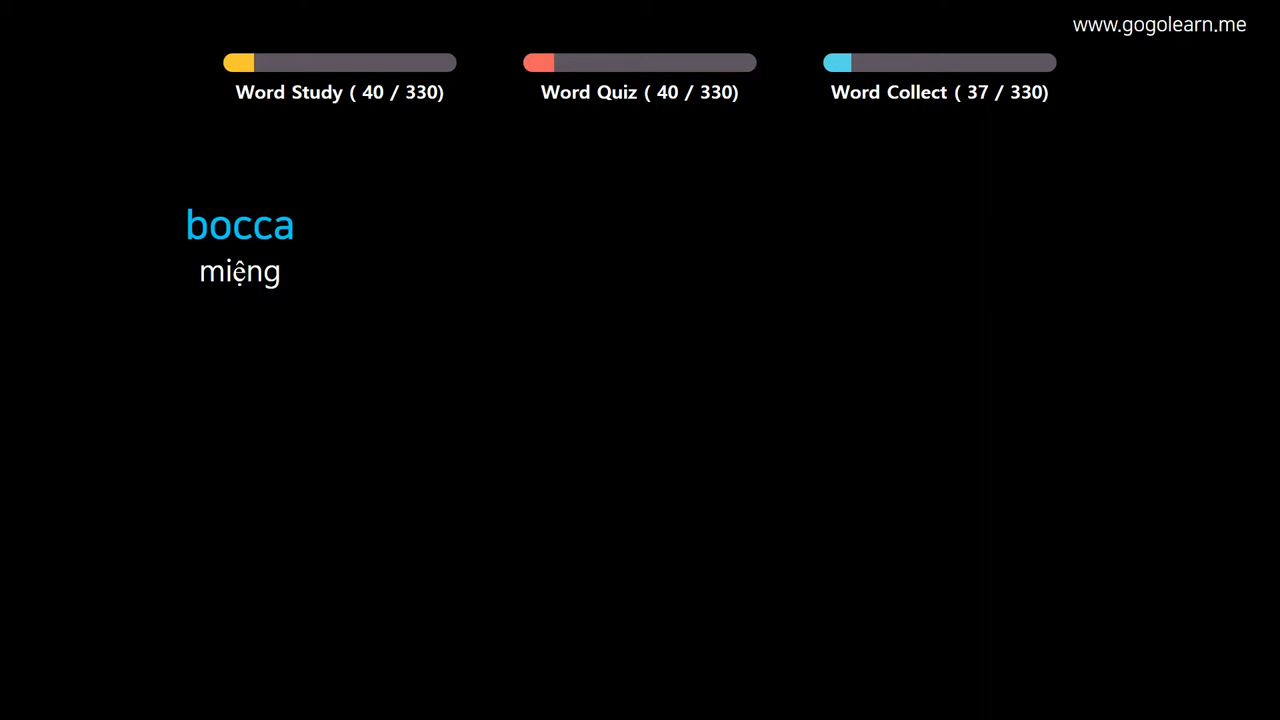 www.gogolearn.me
Word Study ( 40 / 330)
Word Quiz ( 40 / 330)
Word Collect ( 37 / 330)
bocca
miệng